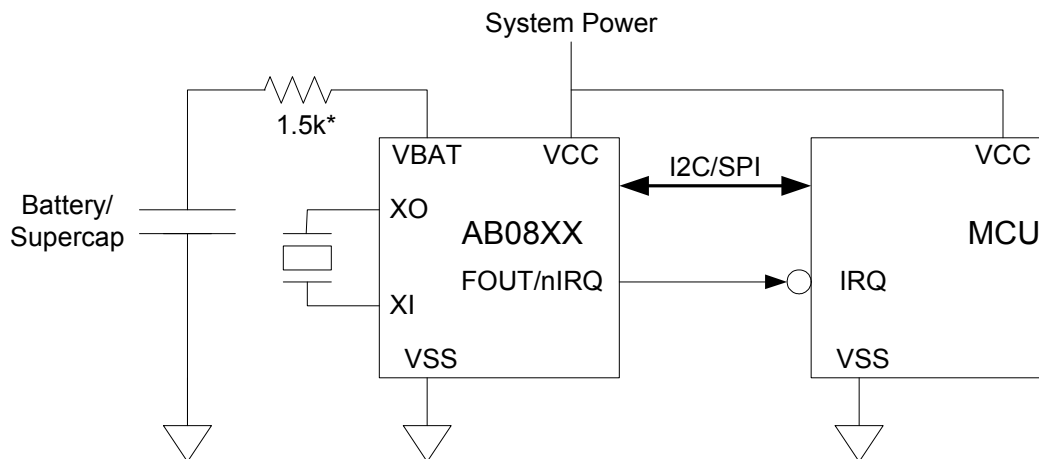 System Power
1.5k*
VBAT
VCC
VCC
I2C/SPI
Battery/
Supercap
XO
AB08XX
MCU
FOUT/nIRQ
IRQ
XI
VSS
VSS